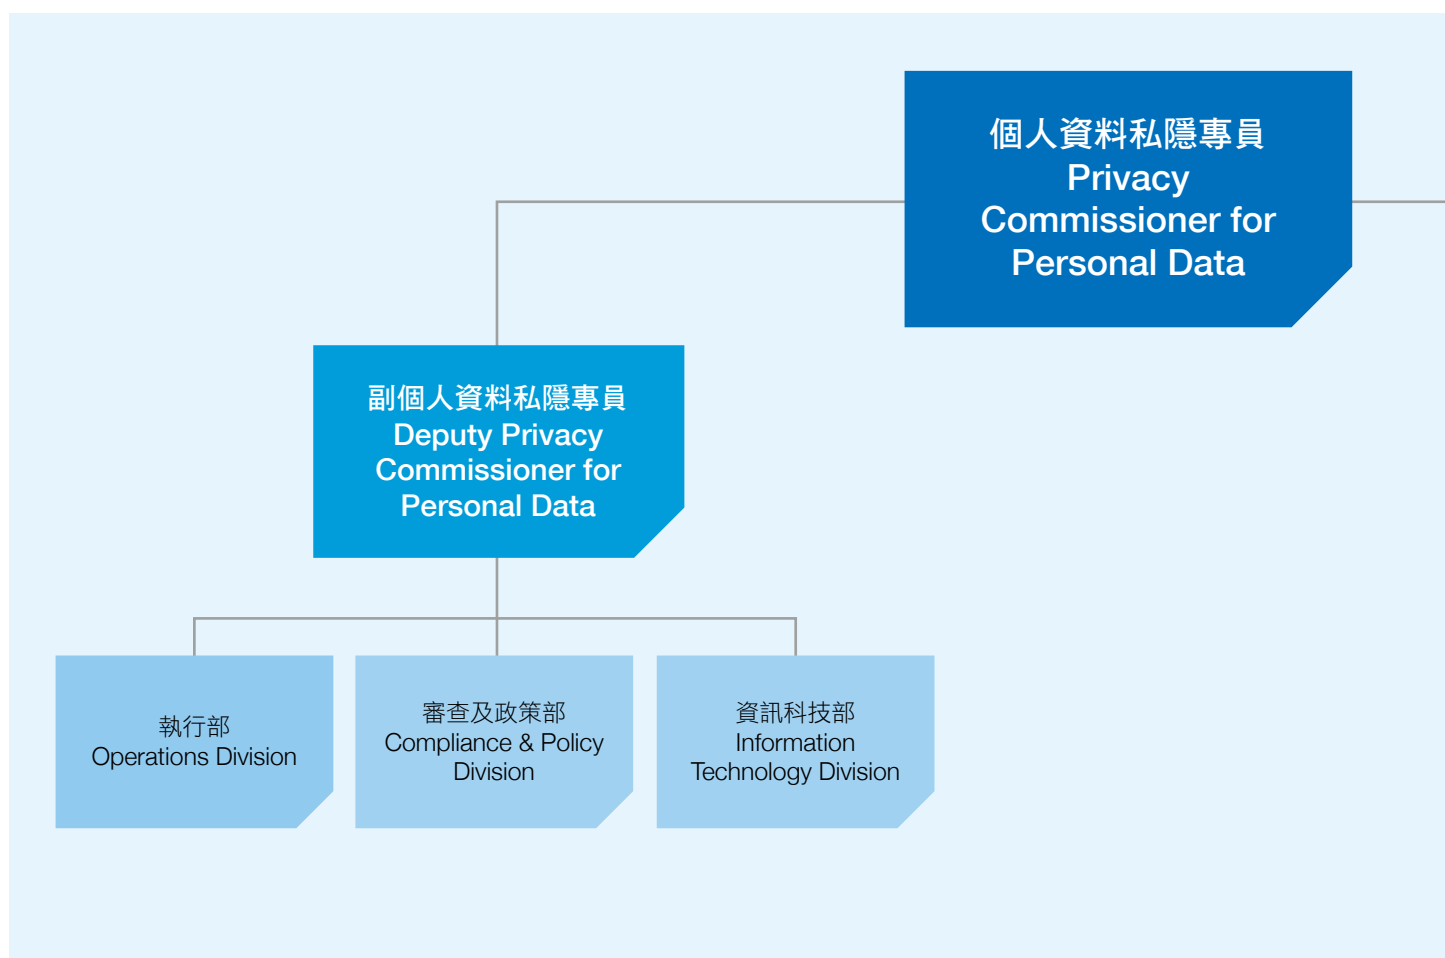 個人資料私隱專員
Privacy
Commissioner for
Personal Data
副個人資料私隱專員
Deputy Privacy
Commissioner for
Personal Data
執行部
Operations Division
審查及政策部
Compliance & Policy
Division
資訊科技部
Information
Technology Division